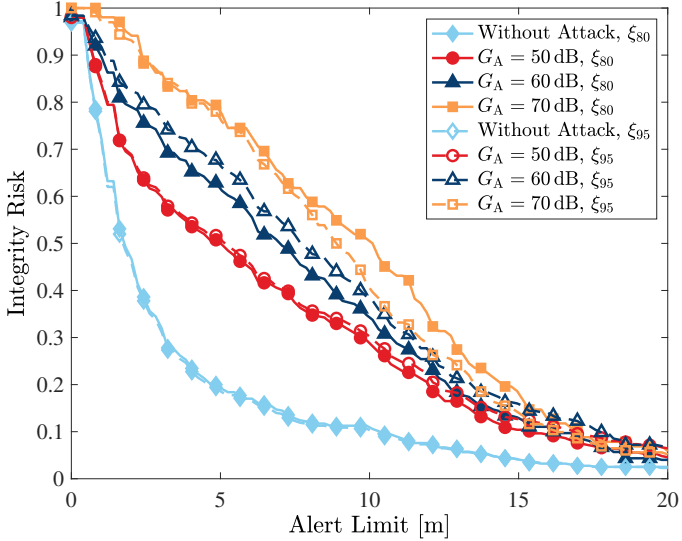 1
0.9
0.8
0.7
0.6
0.5
0.4
0.3
0.2
0.1
0
Integrity Risk
Without Attack, ξ80
GA = 50 dB, ξ80
GA = 60 dB, ξ80
GA = 70 dB, ξ80
Without Attack, ξ95
GA = 50 dB, ξ95
GA = 60 dB, ξ95
GA = 70 dB, ξ95
0 5 10 15 20
Alert Limit [m]